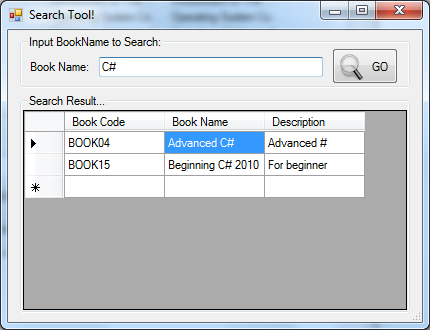 Search Tool!
Input BookName to Search:
Book Name: C# GO
Search Result...
Book Code Book Name Description
BOOK04 Advanced C# Advanced #
BOOK15 Beginning C# 2010 For beginner